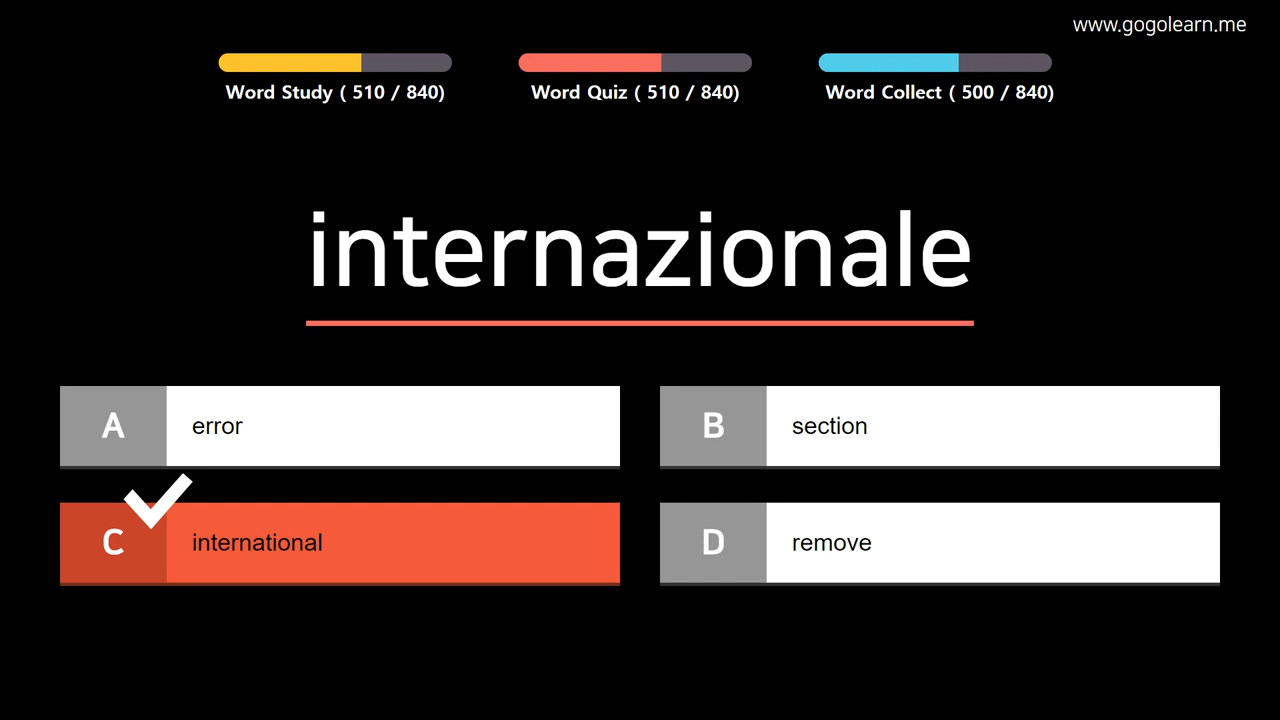 www.gogolearn.me
Word Study ( 510 / 840)
Word Quiz ( 510 / 840)
Word Collect ( 500 / 840)
internazionale
A
error
B
section
C
international
D
remove